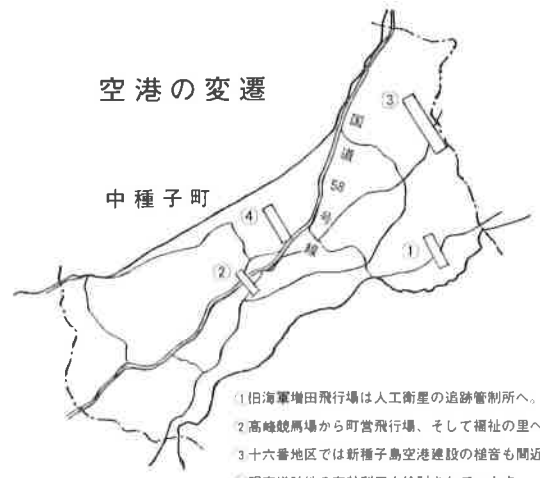 空港の変遷
中種子町
国道58号線
③
④
①
②
①旧海軍増田飛行場は人工衛星の追跡管制所へ。
②高峰競馬場から町営飛行場、そして福祉の里へ
③十六番地区では新種子島空港建設の槌音も間近